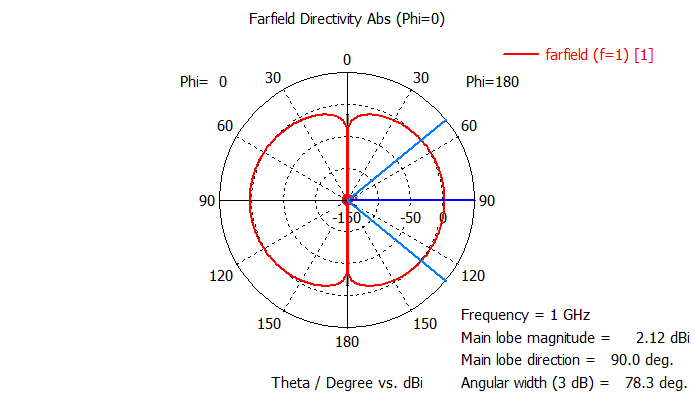 Farfield Directivity Abs (Phi=0)
farfield (f=1) [1]
0
Phi= 0
30
30
Phi=180
60
60
90
-150
-50
0
90
120
120
150
150
180
Frequency = 1 GHz
Main lobe magnitude = 2.12 dBi
Main lobe direction = 90.0 deg.
Theta / Degree vs. dBi
Angular width (3 dB) = 78.3 deg.